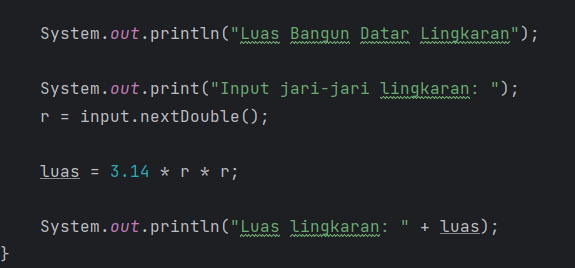 System.out.println("Luas Bangun Datar Lingkaran");
System.out.print("Input jari-jari lingkaran: ");
r = input.nextDouble();
luas = 3.14 * r * r;
System.out.println("Luas lingkaran: " + luas);
}